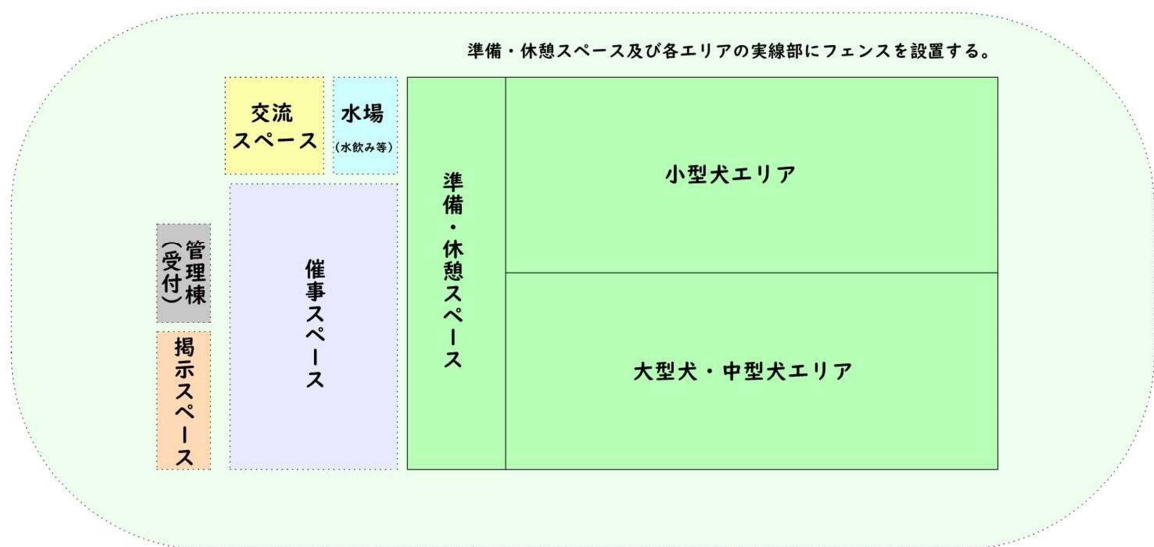 準備・休憩スペース及び各エリアの実線部にフェンスを設置する。
交流
スペース
水場
(水飲み等)
準備・休憩スペース
小型犬エリア
管理棟
(受付)
催事スペース
掲示スペース
大型犬・中型犬エリア